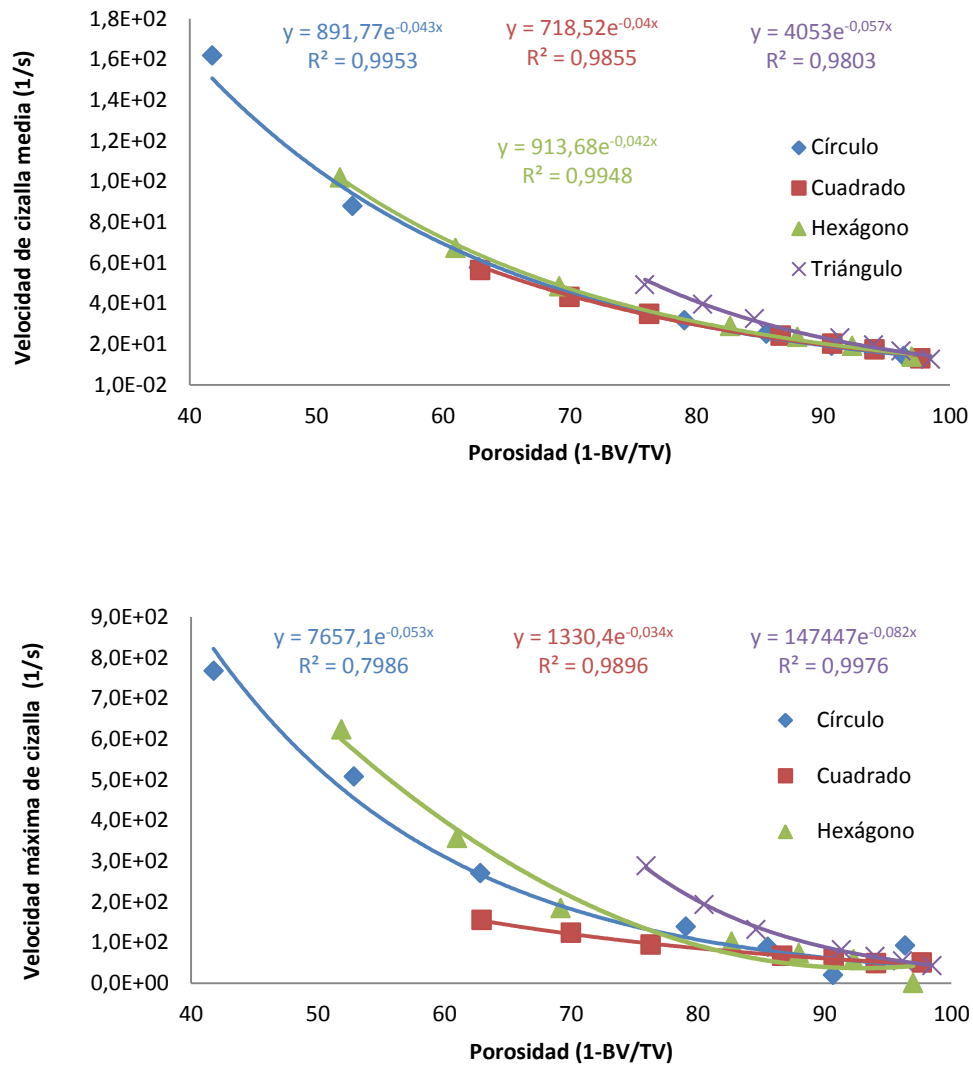 1,8E+02
1,6E+02
1,4E+02
1,2E+02
1,0E+02
8,0E+01
6,0E+01
4,0E+01
2,0E+01
1,0E-02
Velocidad de cizalla media (1/s)
y = 891,77e^-0,043x
R² = 0,9953
y = 718,52e^-0,04x
R² = 0,9855
y = 4053e^-0,057x
R² = 0,9803
y = 913,68e^-0,042x
R² = 0,9948
Círculo
Cuadrado
Hexágono
Triángulo
40 50 60 70 80 90 100
Porosidad (1-BV/TV)
9,0E+02
8,0E+02
7,0E+02
6,0E+02
5,0E+02
4,0E+02
3,0E+02
2,0E+02
1,0E+02
0,0E+00
Velocidad máxima de cizalla (1/s)
y = 7657,1e^-0,053x
R² = 0,7986
y = 1330,4e^-0,034x
R² = 0,9896
y = 147447e^-0,082x
R² = 0,9976
Círculo
Cuadrado
Hexágono
40 50 60 70 80 90 100
Porosidad (1-BV/TV)